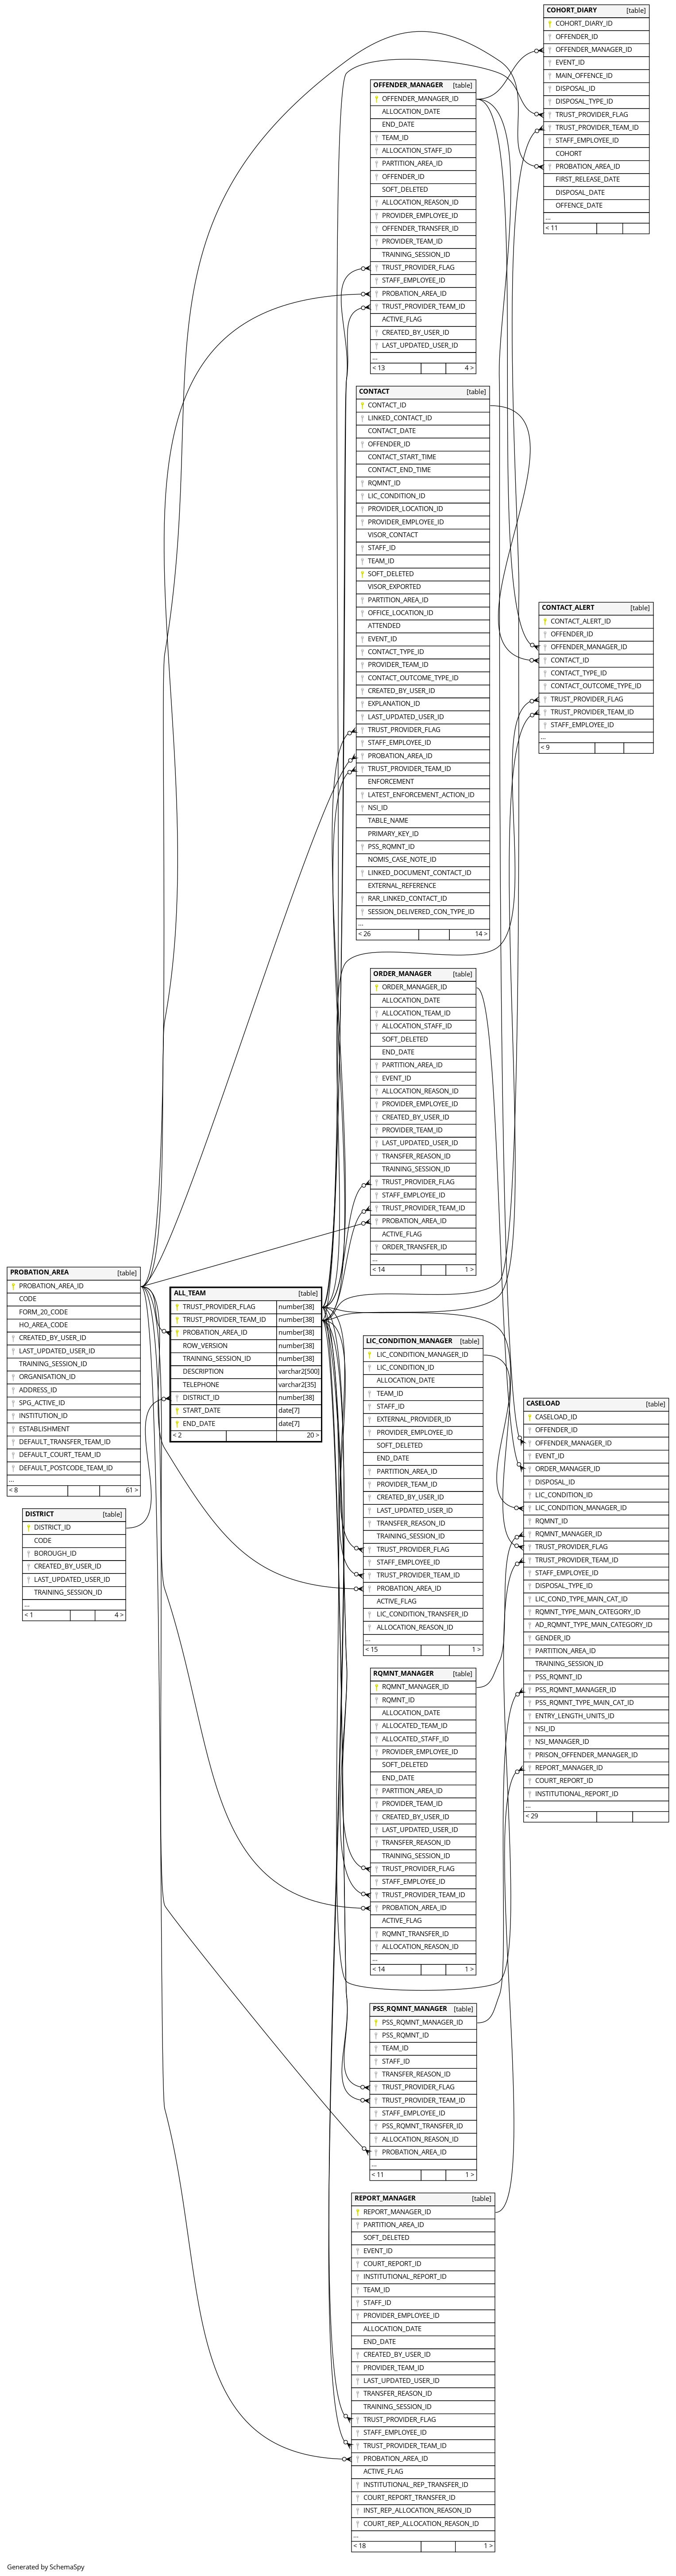 COHORT_DIARY [table]
COHORT_DIARY_ID
OFFENDER_ID
OFFENDER_MANAGER_ID
EVENT_ID
MAIN_OFFENCE_ID
DISPOSAL_ID
DISPOSAL_TYPE_ID
TRUST_PROVIDER_FLAG
TRUST_PROVIDER_TEAM_ID
STAFF_EMPLOYEE_ID
COHORT
PROBATION_AREA_ID
FIRST_RELEASE_DATE
DISPOSAL_DATE
OFFENCE_DATE
...
< 11
OFFENDER_MANAGER [table]
OFFENDER_MANAGER_ID
ALLOCATION_DATE
END_DATE
TEAM_ID
ALLOCATION_STAFF_ID
PARTITION_AREA_ID
OFFENDER_ID
SOFT_DELETED
ALLOCATION_REASON_ID
PROVIDER_EMPLOYEE_ID
OFFENDER_TRANSFER_ID
PROVIDER_TEAM_ID
TRAINING_SESSION_ID
TRUST_PROVIDER_FLAG
STAFF_EMPLOYEE_ID
PROBATION_AREA_ID
TRUST_PROVIDER_TEAM_ID
ACTIVE_FLAG
CREATED_BY_USER_ID
LAST_UPDATED_USER_ID
...
< 13 4 >
CONTACT [table]
CONTACT_ID
LINKED_CONTACT_ID
CONTACT_DATE
OFFENDER_ID
CONTACT_START_TIME
CONTACT_END_TIME
RQMNT_ID
LIC_CONDITION_ID
PROVIDER_LOCATION_ID
PROVIDER_EMPLOYEE_ID
VISOR_CONTACT
STAFF_ID
TEAM_ID
SOFT_DELETED
VISOR_EXPORTED
PARTITION_AREA_ID
OFFICE_LOCATION_ID
ATTENDED
EVENT_ID
CONTACT_TYPE_ID
PROVIDER_TEAM_ID
CONTACT_OUTCOME_TYPE_ID
CREATED_BY_USER_ID
EXPLANATION_ID
LAST_UPDATED_USER_ID
TRUST_PROVIDER_FLAG
STAFF_EMPLOYEE_ID
PROBATION_AREA_ID
TRUST_PROVIDER_TEAM_ID
ENFORCEMENT
LATEST_ENFORCEMENT_ACTION_ID
NSI_ID
TABLE_NAME
PRIMARY_KEY_ID
PSS_RQMNT_ID
NOMIS_CASE_NOTE_ID
LINKED_DOCUMENT_CONTACT_ID
EXTERNAL_REFERENCE
RAR_LINKED_CONTACT_ID
SESSION_DELIVERED_CON_TYPE_ID
...
< 26 14 >
CONTACT_ALERT [table]
CONTACT_ALERT_ID
OFFENDER_ID
OFFENDER_MANAGER_ID
CONTACT_ID
CONTACT_TYPE_ID
CONTACT_OUTCOME_TYPE_ID
TRUST_PROVIDER_FLAG
TRUST_PROVIDER_TEAM_ID
STAFF_EMPLOYEE_ID
...
< 9
ORDER_MANAGER [table]
ORDER_MANAGER_ID
ALLOCATION_DATE
ALLOCATION_TEAM_ID
ALLOCATION_STAFF_ID
SOFT_DELETED
END_DATE
PARTITION_AREA_ID
EVENT_ID
ALLOCATION_REASON_ID
PROVIDER_EMPLOYEE_ID
CREATED_BY_USER_ID
PROVIDER_TEAM_ID
LAST_UPDATED_USER_ID
TRANSFER_REASON_ID
TRAINING_SESSION_ID
TRUST_PROVIDER_FLAG
STAFF_EMPLOYEE_ID
TRUST_PROVIDER_TEAM_ID
PROBATION_AREA_ID
ACTIVE_FLAG
ORDER_TRANSFER_ID
...
< 14 1 >
PROBATION_AREA [table]
PROBATION_AREA_ID
CODE
FORM_20_CODE
HO_AREA_CODE
CREATED_BY_USER_ID
LAST_UPDATED_USER_ID
TRAINING_SESSION_ID
ORGANISATION_ID
ADDRESS_ID
SPG_ACTIVE_ID
INSTITUTION_ID
ESTABLISHMENT
DEFAULT_TRANSFER_TEAM_ID
DEFAULT_COURT_TEAM_ID
DEFAULT_POSTCODE_TEAM_ID
...
< 8 61 >
ALL_TEAM [table]
TRUST_PROVIDER_FLAG number[38]
TRUST_PROVIDER_TEAM_ID number[38]
PROBATION_AREA_ID number[38]
ROW_VERSION number[38]
TRAINING_SESSION_ID number[38]
DESCRIPTION varchar2[500]
TELEPHONE varchar2[35]
DISTRICT_ID number[38]
START_DATE date[7]
END_DATE date[7]
< 2 20 >
DISTRICT [table]
DISTRICT_ID
CODE
BOROUGH_ID
CREATED_BY_USER_ID
LAST_UPDATED_USER_ID
TRAINING_SESSION_ID
...
< 1 4 >
LIC_CONDITION_MANAGER [table]
LIC_CONDITION_MANAGER_ID
LIC_CONDITION_ID
ALLOCATION_DATE
TEAM_ID
STAFF_ID
EXTERNAL_PROVIDER_ID
PROVIDER_EMPLOYEE_ID
SOFT_DELETED
END_DATE
PARTITION_AREA_ID
PROVIDER_TEAM_ID
CREATED_BY_USER_ID
LAST_UPDATED_USER_ID
TRANSFER_REASON_ID
TRAINING_SESSION_ID
TRUST_PROVIDER_FLAG
STAFF_EMPLOYEE_ID
TRUST_PROVIDER_TEAM_ID
PROBATION_AREA_ID
ACTIVE_FLAG
LIC_CONDITION_TRANSFER_ID
ALLOCATION_REASON_ID
...
< 15 1 >
CASELOAD [table]
CASELOAD_ID
OFFENDER_ID
OFFENDER_MANAGER_ID
EVENT_ID
ORDER_MANAGER_ID
DISPOSAL_ID
LIC_CONDITION_ID
LIC_CONDITION_MANAGER_ID
RQMNT_ID
RQMNT_MANAGER_ID
TRUST_PROVIDER_FLAG
TRUST_PROVIDER_TEAM_ID
STAFF_EMPLOYEE_ID
DISPOSAL_TYPE_ID
LIC_COND_TYPE_MAIN_CAT_ID
RQMNT_TYPE_MAIN_CATEGORY_ID
AD_RQMNT_TYPE_MAIN_CATEGORY_ID
GENDER_ID
PARTITION_AREA_ID
TRAINING_SESSION_ID
PSS_RQMNT_ID
PSS_RQMNT_MANAGER_ID
PSS_RQMNT_TYPE_MAIN_CAT_ID
ENTRY_LENGTH_UNITS_ID
NSI_ID
NSI_MANAGER_ID
PRISON_OFFENDER_MANAGER_ID
REPORT_MANAGER_ID
COURT_REPORT_ID
INSTITUTIONAL_REPORT_ID
...
< 29
RQMNT_MANAGER [table]
RQMNT_MANAGER_ID
RQMNT_ID
ALLOCATION_DATE
ALLOCATED_TEAM_ID
ALLOCATED_STAFF_ID
PROVIDER_EMPLOYEE_ID
SOFT_DELETED
END_DATE
PARTITION_AREA_ID
PROVIDER_TEAM_ID
CREATED_BY_USER_ID
LAST_UPDATED_USER_ID
TRANSFER_REASON_ID
TRAINING_SESSION_ID
TRUST_PROVIDER_FLAG
STAFF_EMPLOYEE_ID
TRUST_PROVIDER_TEAM_ID
PROBATION_AREA_ID
ACTIVE_FLAG
RQMNT_TRANSFER_ID
ALLOCATION_REASON_ID
...
< 14 1 >
PSS_RQMNT_MANAGER [table]
PSS_RQMNT_MANAGER_ID
PSS_RQMNT_ID
TEAM_ID
STAFF_ID
TRANSFER_REASON_ID
TRUST_PROVIDER_FLAG
TRUST_PROVIDER_TEAM_ID
STAFF_EMPLOYEE_ID
PSS_RQMNT_TRANSFER_ID
ALLOCATION_REASON_ID
PROBATION_AREA_ID
...
< 11 1 >
REPORT_MANAGER [table]
REPORT_MANAGER_ID
PARTITION_AREA_ID
SOFT_DELETED
EVENT_ID
COURT_REPORT_ID
INSTITUTIONAL_REPORT_ID
TEAM_ID
STAFF_ID
PROVIDER_EMPLOYEE_ID
ALLOCATION_DATE
END_DATE
CREATED_BY_USER_ID
PROVIDER_TEAM_ID
LAST_UPDATED_USER_ID
TRANSFER_REASON_ID
TRAINING_SESSION_ID
TRUST_PROVIDER_FLAG
STAFF_EMPLOYEE_ID
TRUST_PROVIDER_TEAM_ID
PROBATION_AREA_ID
ACTIVE_FLAG
INSTITUTIONAL_REP_TRANSFER_ID
COURT_REPORT_TRANSFER_ID
INST_REP_ALLOCATION_REASON_ID
COURT_REP_ALLOCATION_REASON_ID
...
< 18 1 >
Generated by SchemaSpy